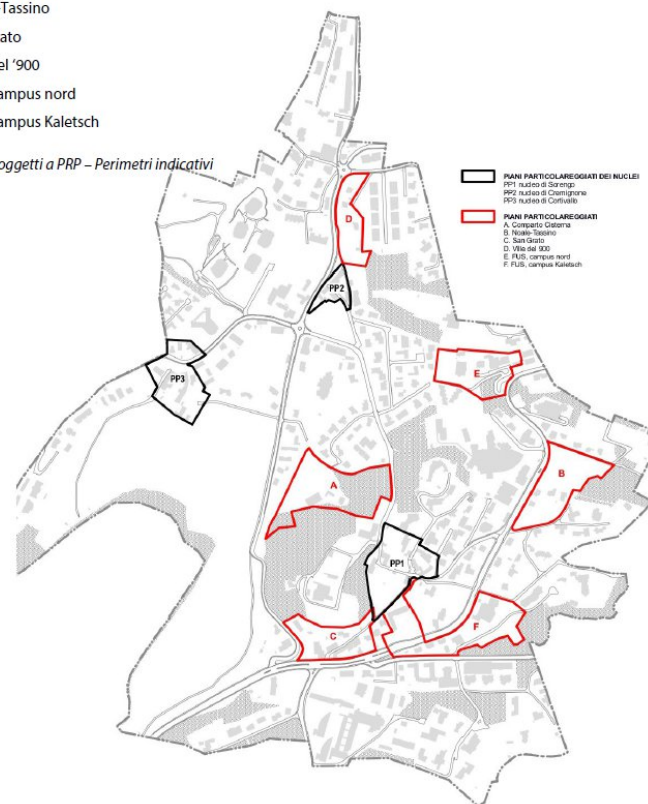 -Tassino
ato
el ‘900
ampus nord
ampus Kaletsch
oggetti a PRP – Perimetri indicativi
PIANI PARTICOLAREGGIATI DEI NUCLEI
PP1 nucleo di Sorengo
PP2 nucleo di Cremignone
PP3 nucleo di Cortivallo
PIANI PARTICOLAREGGIATI
A. Comparto Cisterna
B. Noale-Tassino
C. San Grato
D. Ville del 900
E. FUS, campus nord
F. FUS, campus Kaletsch
D
PP2
PP3
E
A
B
PP1
F
C